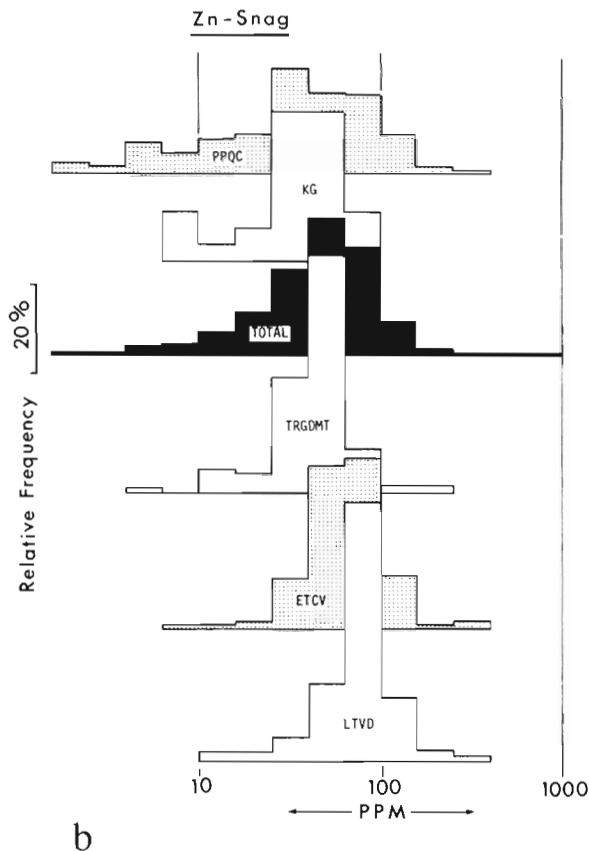 Zn-Snag
PPQC
KG
TOTAL
20%
Relative Frequency
TRGDMT
ETCV
LTVD
10 100 1000
PPM
b